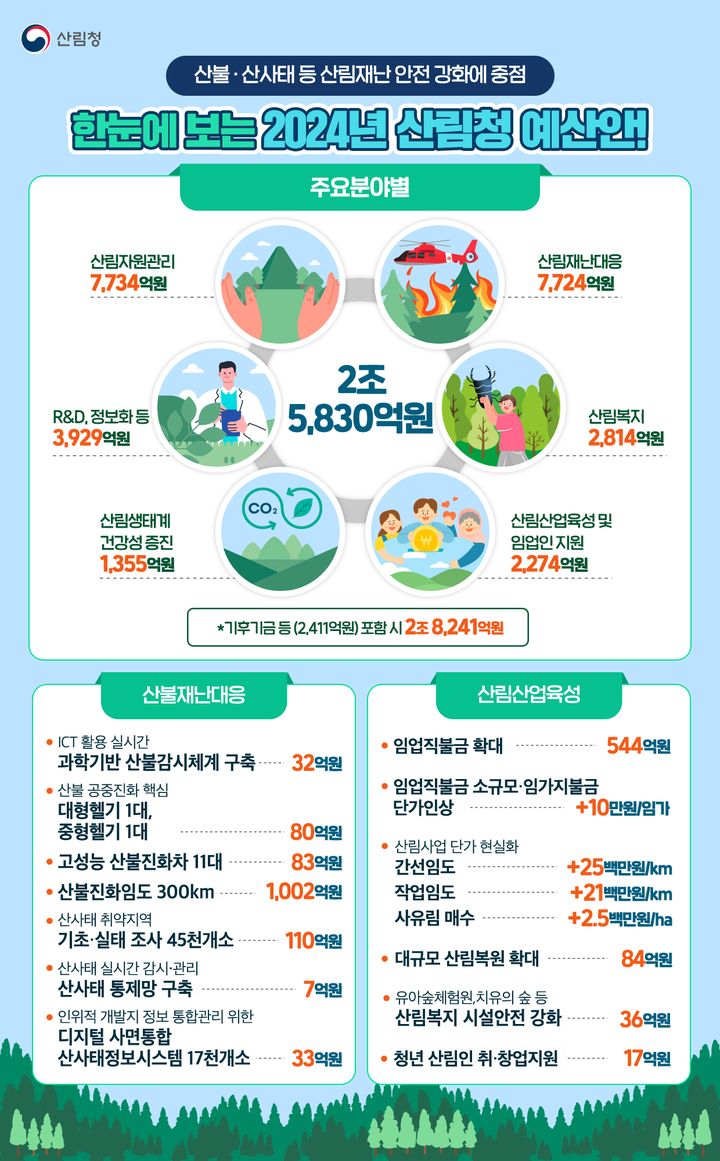 산림청
산불·산사태 등 산림재난 안전 강화에 중점
한눈에 보는 2024년 산림청 예산안!
주요분야별
산림자원관리
7,734억원
산림재난대응
7,724억원
R&D, 정보화 등
3,929억원
2조
5,830억원
산림복지
2,814억원
산림생태계
건강성 증진
1,355억원
CO₂
산림산업육성 및
임업인 지원
2,274억원
*기후기금 등 (2,411억원) 포함 시 2조 8,241억원
산불재난대응
• ICT 활용 실시간
과학기반 산불감시체계 구축 32억원
• 산불 공중진화 핵심
대형헬기 1대,
중형헬기 1대 80억원
• 고성능 산불진화차 11대 83억원
• 산불진화임도 300km 1,002억원
• 산사태 취약지역
기초·실태 조사 45천개소 110억원
• 산사태 실시간 감시·관리
산사태 통제망 구축 7억원
• 인위적 개발지 정보 통합관리 위한
디지털 사면통합
산사태정보시스템 17천개소 33억원
산림산업육성
• 임업직불금 확대 544억원
• 임업직불금 소규모·임가지불금
단가인상 +10만원/임가
• 산림사업 단가 현실화
간선임도 +25백만원/km
작업임도 +21백만원/km
사유림 매수 +2.5백만원/ha
• 대규모 산림복원 확대 84억원
• 유아숲체험원,치유의 숲 등
산림복지 시설안전 강화 36억원
• 청년 산림인 취·창업지원 17억원